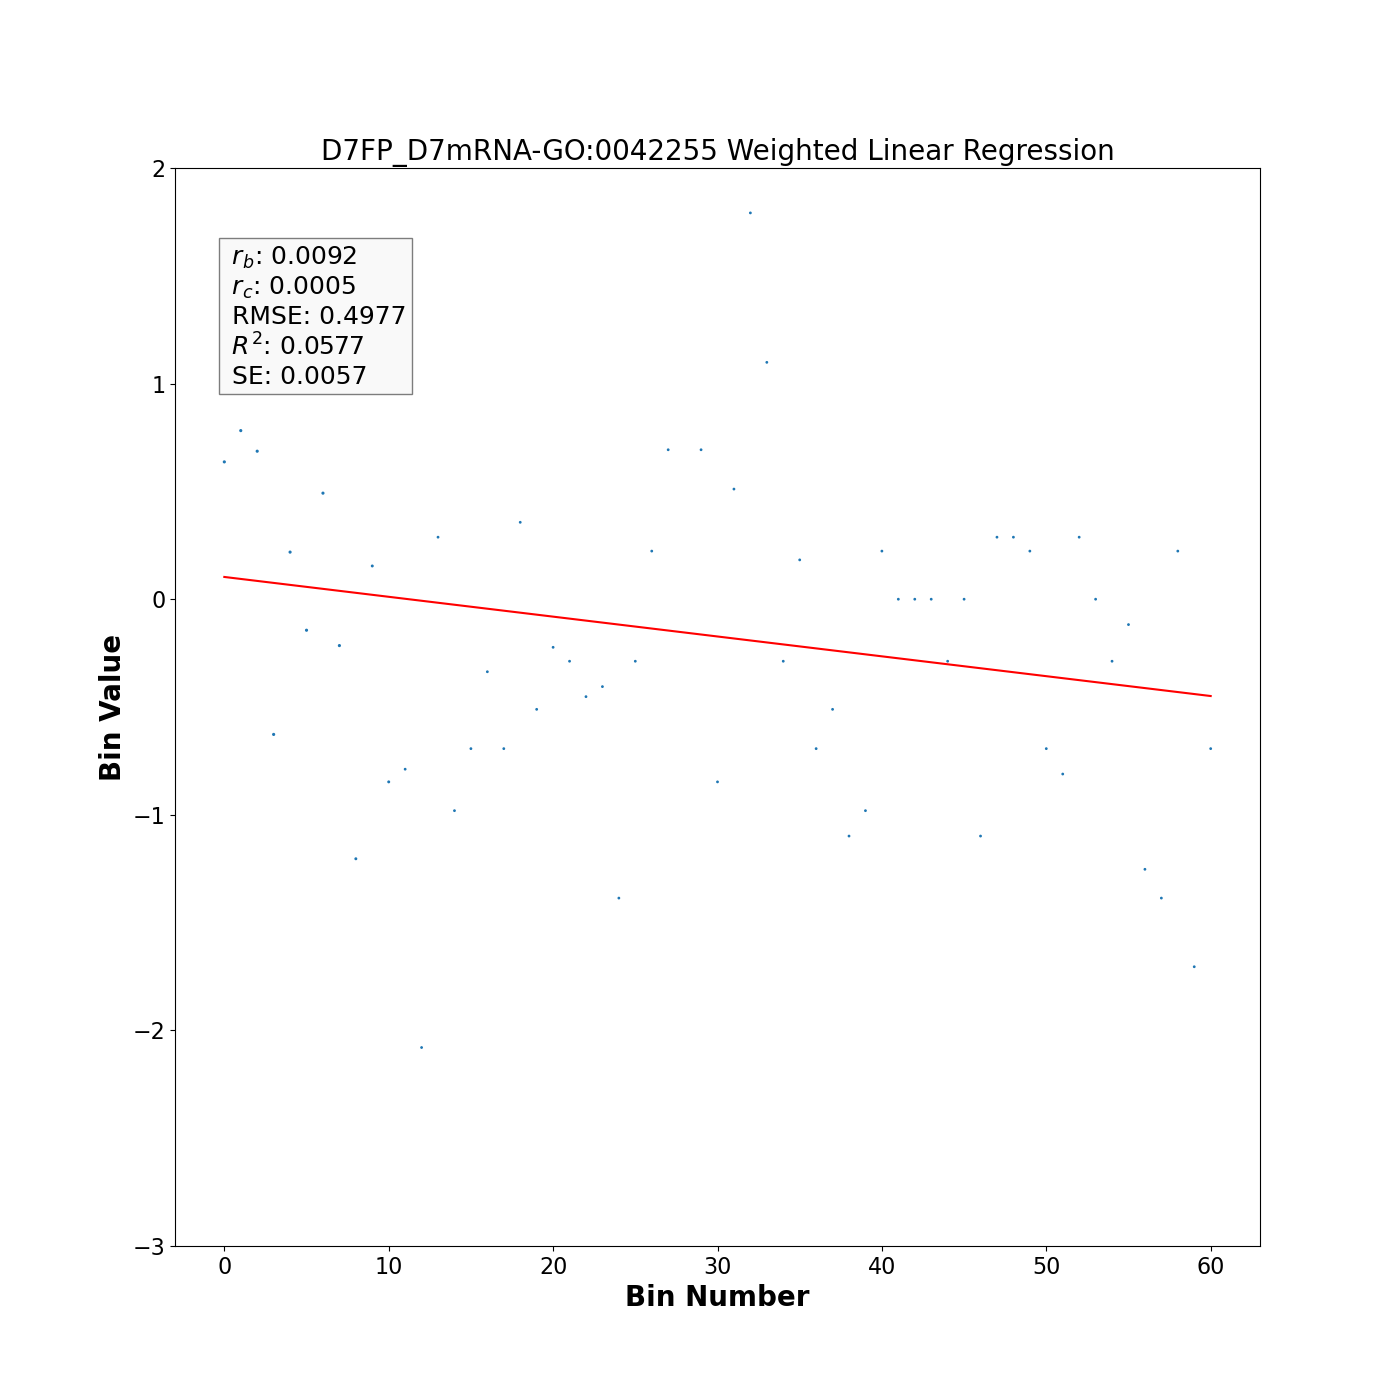 D7FP_D7mRNA-GO:0042255 Weighted Linear Regression
2
r_b: 0.0092
r_c: 0.0005
RMSE: 0.4977
R²: 0.0577
SE: 0.0057
1
0
−1
−2
−3
Bin Value
0 10 20 30 40 50 60
Bin Number